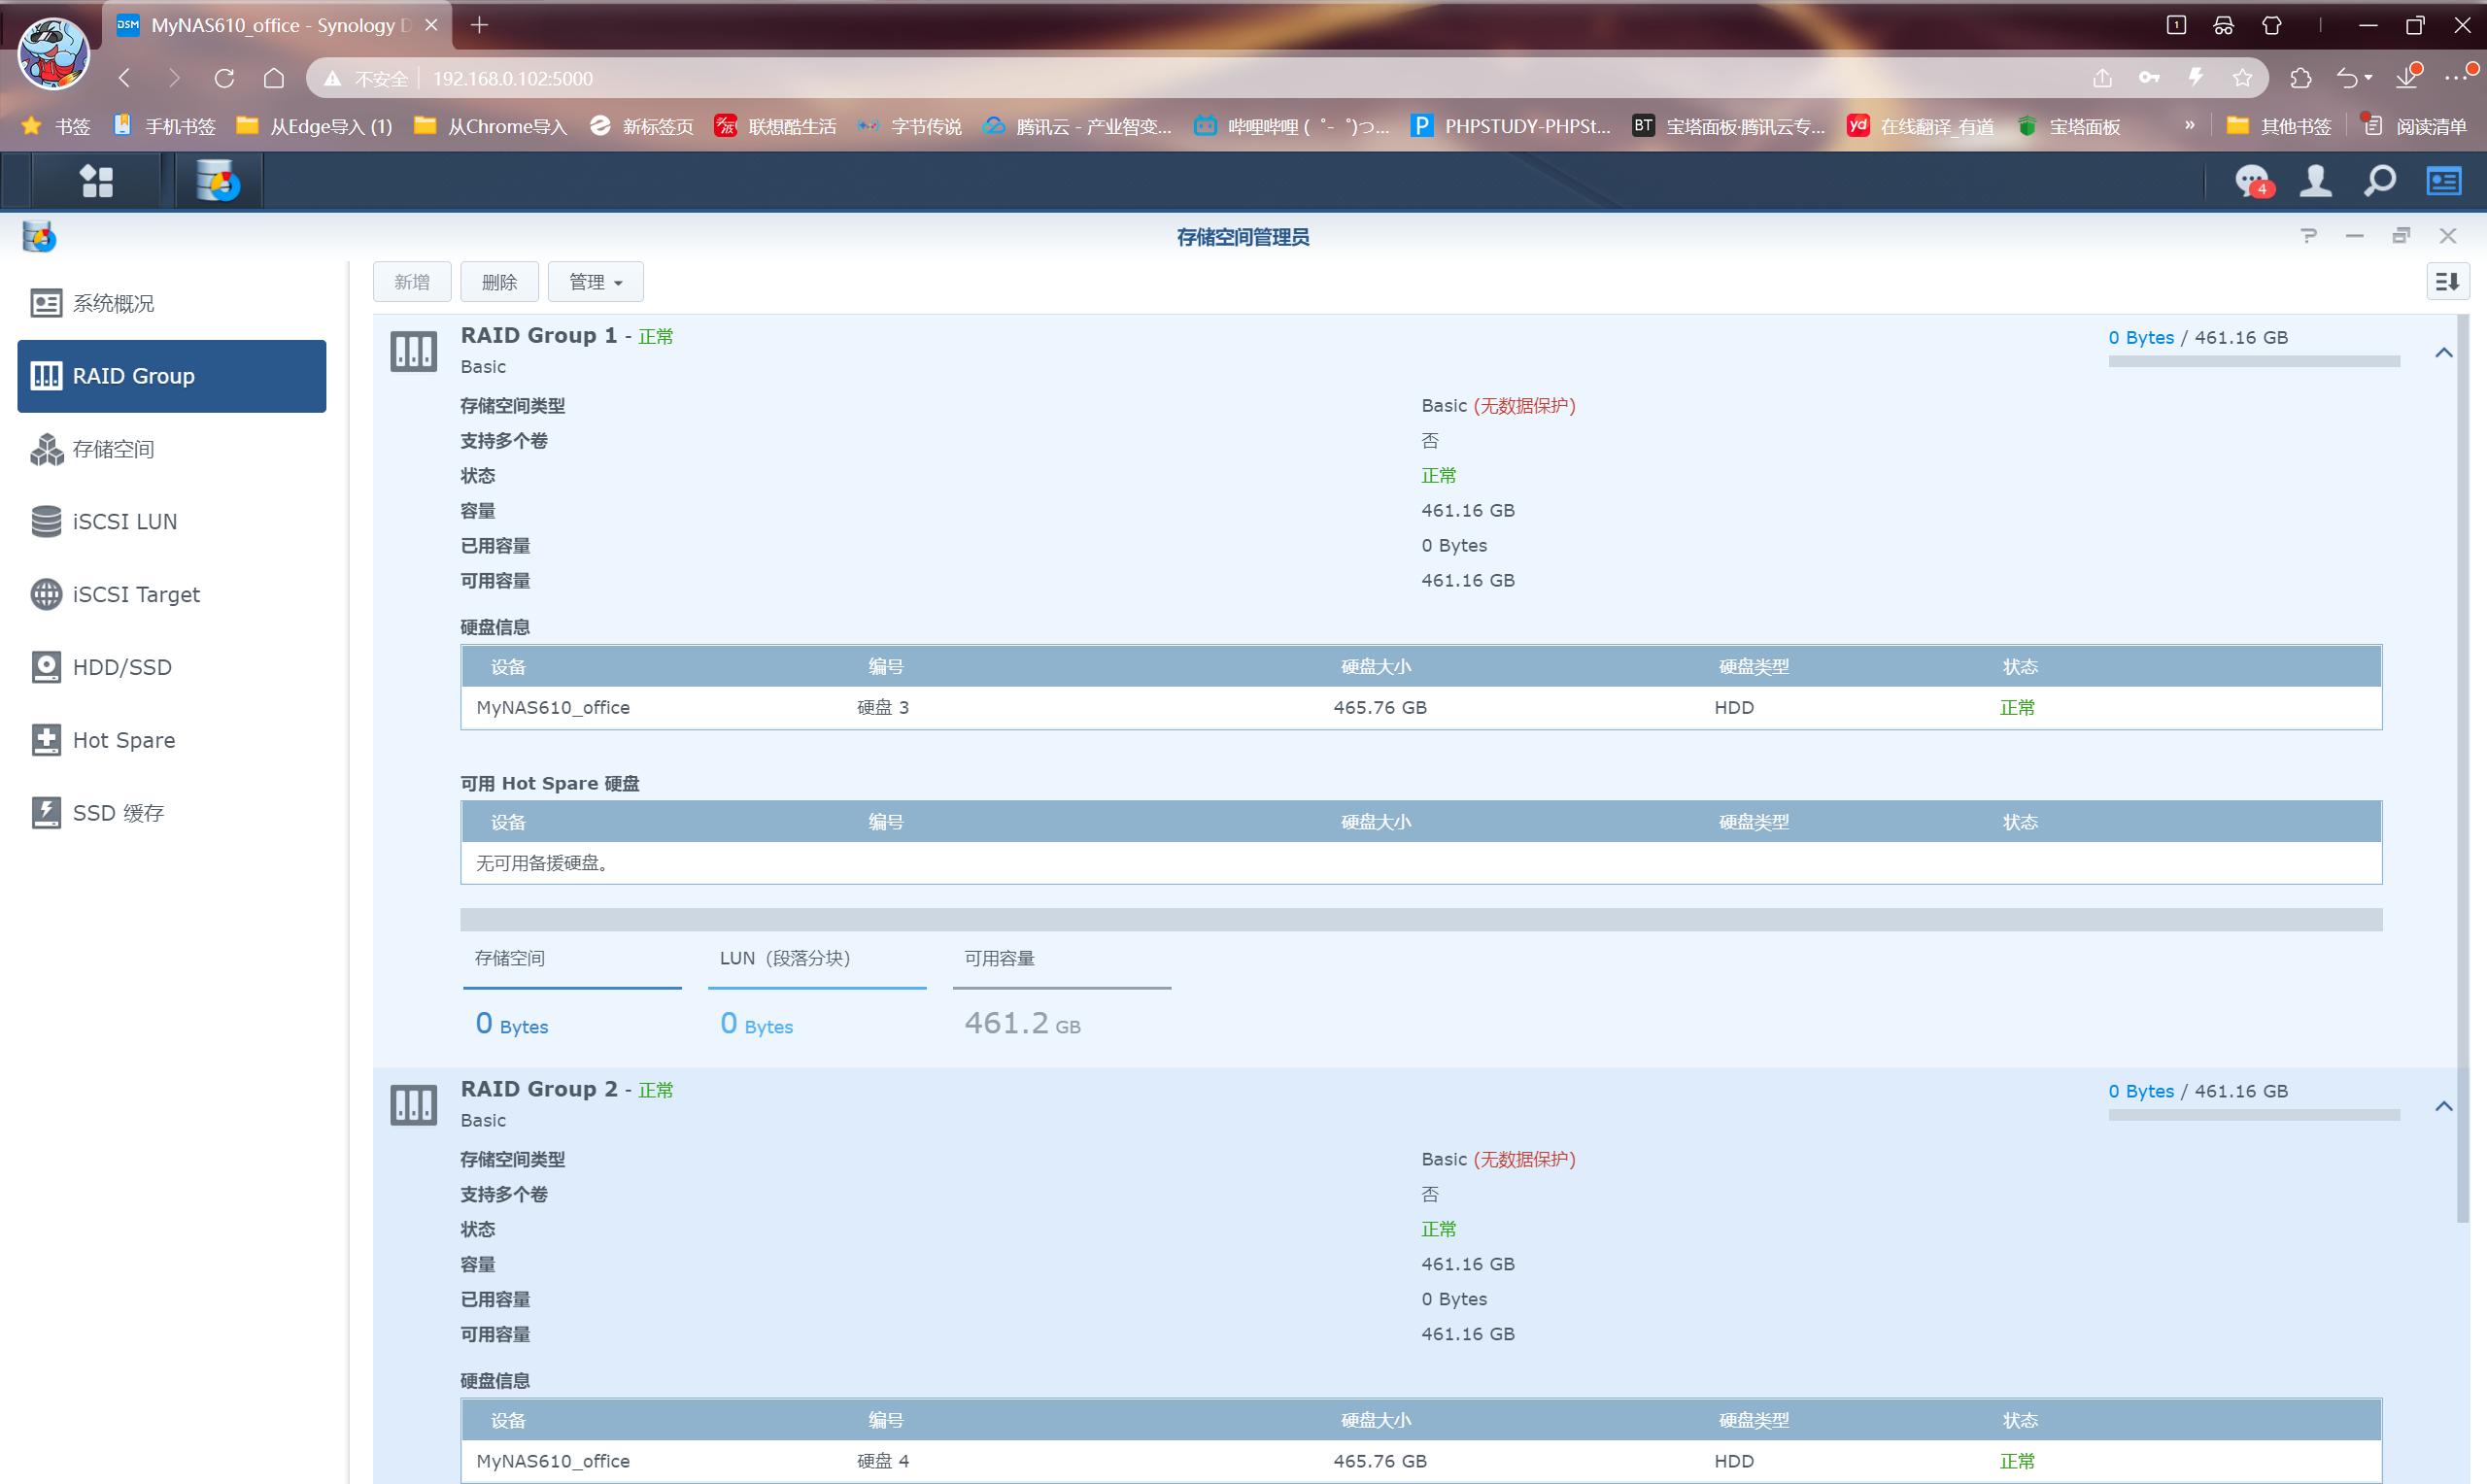 MyNAS610_office - Synology D
不安全 192.168.0.102:5000
书签 手机书签 从Edge导入 (1) 从Chrome导入 新标签页 联想酷生活 字节传说 腾讯云 - 产业智变... 哔哩哔哩 ( ゜- ゜)つ... PHPSTUDY-PHPSt... 宝塔面板·腾讯云专... 在线翻译_有道 宝塔面板 » 其他书签 阅读清单
4
存储空间管理员
新增 删除 管理
系统概况
RAID Group
存储空间
iSCSI LUN
iSCSI Target
HDD/SSD
Hot Spare
SSD 缓存
RAID Group 1 - 正常 0 Bytes / 461.16 GB
Basic
存储空间类型 Basic (无数据保护)
支持多个卷 否
状态 正常
容量 461.16 GB
已用容量 0 Bytes
可用容量 461.16 GB
硬盘信息
设备 编号 硬盘大小 硬盘类型 状态
MyNAS610_office 硬盘 3 465.76 GB HDD 正常
可用 Hot Spare 硬盘
设备 编号 硬盘大小 硬盘类型 状态
无可用备援硬盘。
存储空间 LUN（段落分块） 可用容量
0 Bytes 0 Bytes 461.2 GB
RAID Group 2 - 正常 0 Bytes / 461.16 GB
Basic
存储空间类型 Basic (无数据保护)
支持多个卷 否
状态 正常
容量 461.16 GB
已用容量 0 Bytes
可用容量 461.16 GB
硬盘信息
设备 编号 硬盘大小 硬盘类型 状态
MyNAS610_office 硬盘 4 465.76 GB HDD 正常